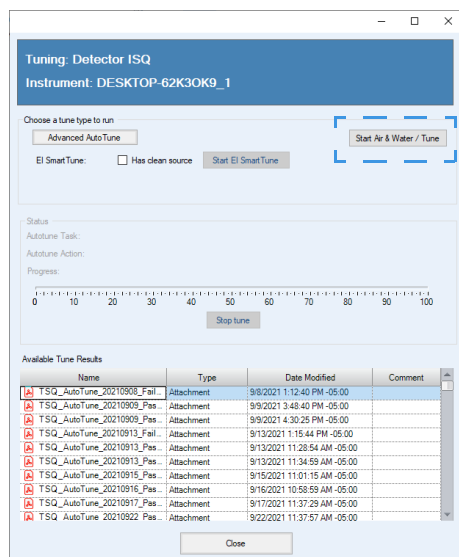 Tuning: Detector ISQ
Instrument: DESKTOP-62K3OK9_1
Choose a tune type to run
Advanced AutoTune
Start Air & Water / Tune
EI SmartTune: Has clean source Start EI SmartTune
Status
Autotune Task:
Autotune Action:
Progress:
0 10 20 30 40 50 60 70 80 90 100
Stop tune
Available Tune Results
Name Type Date Modified Comment
TSQ_AutoTune_20210908_Fail... Attachment 9/8/2021 1:12:40 PM -05:00
TSQ_AutoTune_20210909_Pas... Attachment 9/9/2021 3:48:40 PM -05:00
TSQ_AutoTune_20210909_Pas... Attachment 9/9/2021 4:30:25 PM -05:00
TSQ_AutoTune_20210913_Fail... Attachment 9/13/2021 1:15:44 PM -05:00
TSQ_AutoTune_20210913_Pas... Attachment 9/13/2021 11:28:54 AM -05:00
TSQ_AutoTune_20210913_Pas... Attachment 9/13/2021 11:34:59 AM -05:00
TSQ_AutoTune_20210915_Pas... Attachment 9/15/2021 11:01:15 AM -05:00
TSQ_AutoTune_20210916_Pas... Attachment 9/16/2021 10:58:59 AM -05:00
TSQ_AutoTune_20210917_Pas... Attachment 9/17/2021 11:37:29 AM -05:00
TSQ_AutoTune_20210922_Pas... Attachment 9/22/2021 11:37:57 AM -05:00
Close